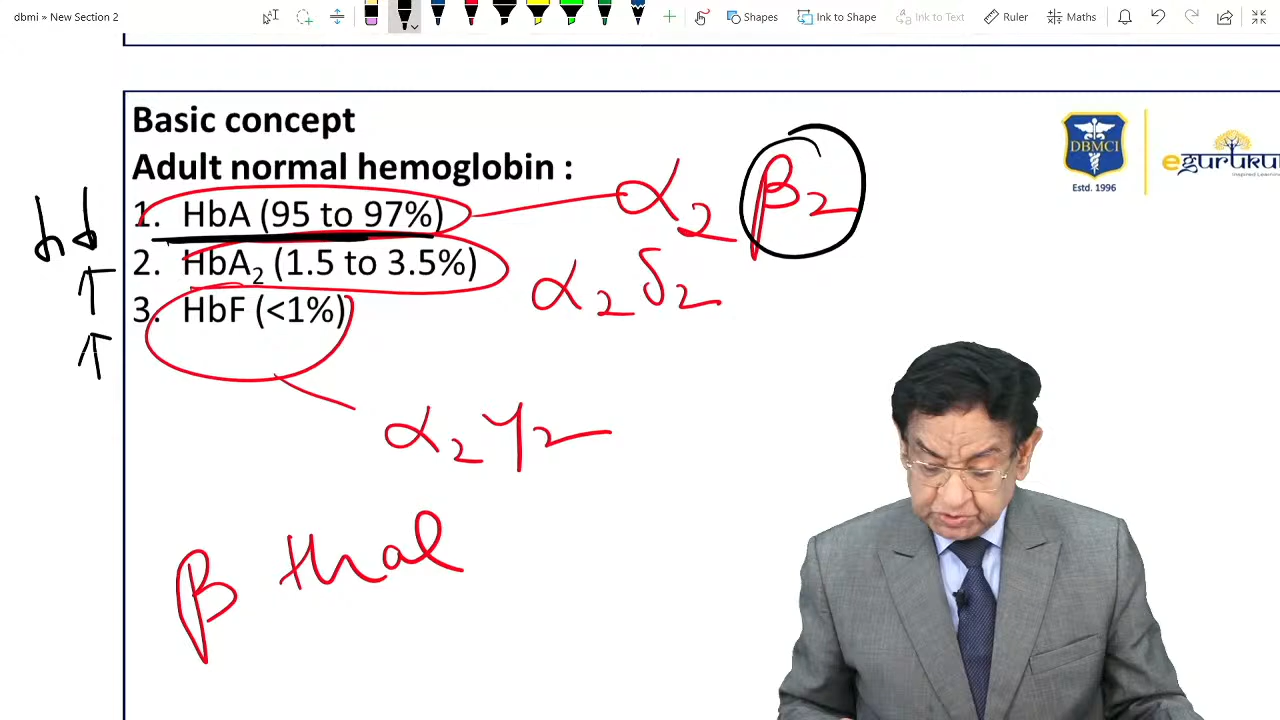 dbmi » New Section 2
Shapes
Ink to Shape
Ink to Text
Ruler
Maths
Basic concept
Adult normal hemoglobin :
1. HbA (95 to 97%)
α₂ β₂
2. HbA₂ (1.5 to 3.5%)
α₂ δ₂
3. HbF (<1%)
α₂ γ₂
β thal
↓↓
↑
↑
DBMCI
Estd. 1996
egurukul